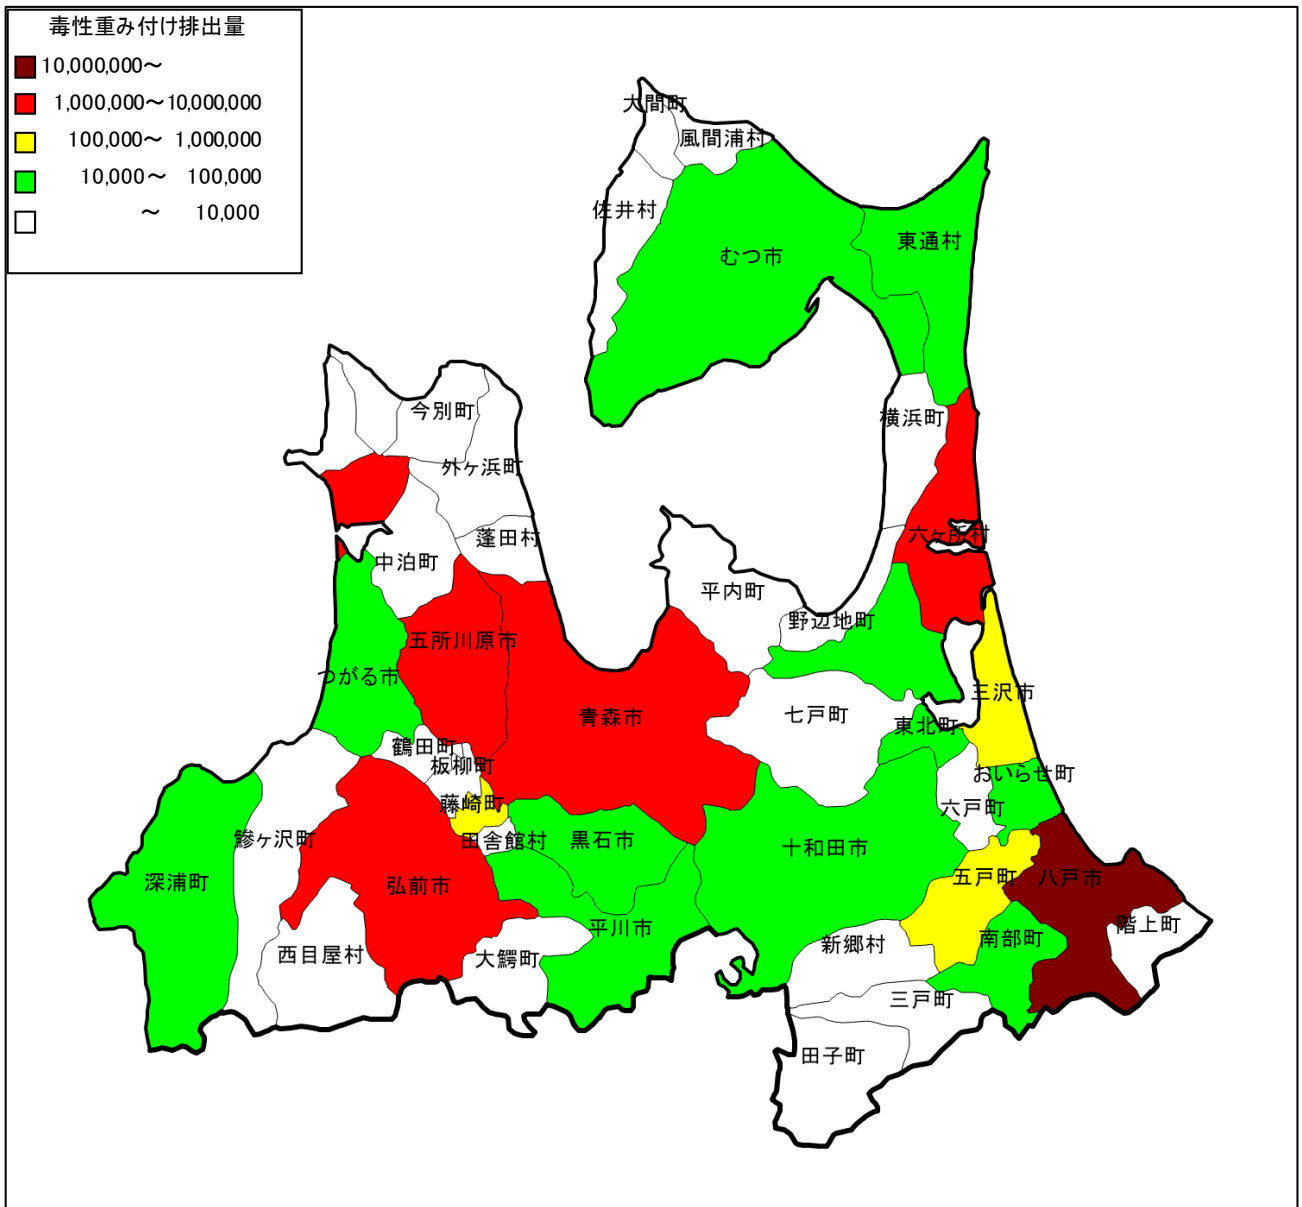 毒性重み付け排出量
10,000,000～
1,000,000～10,000,000
100,000～ 1,000,000
10,000～ 100,000
～ 10,000
大間町
風間浦村
佐井村
東通村
むつ市
今別町
横浜町
外ヶ浜町
六ヶ所村
蓬田村
中泊町
平内町
野辺地町
五所川原市
つがる市
三沢市
七戸町
青森市
東北町
鶴田町
板柳町
おいらせ町
藤崎町
六戸町
鰺ヶ沢町
田舎館村
黒石市
十和田市
深浦町
弘前市
五戸町
八戸市
平川市
階上町
南部町
新郷村
西目屋村
大鰐町
三戸町
田子町